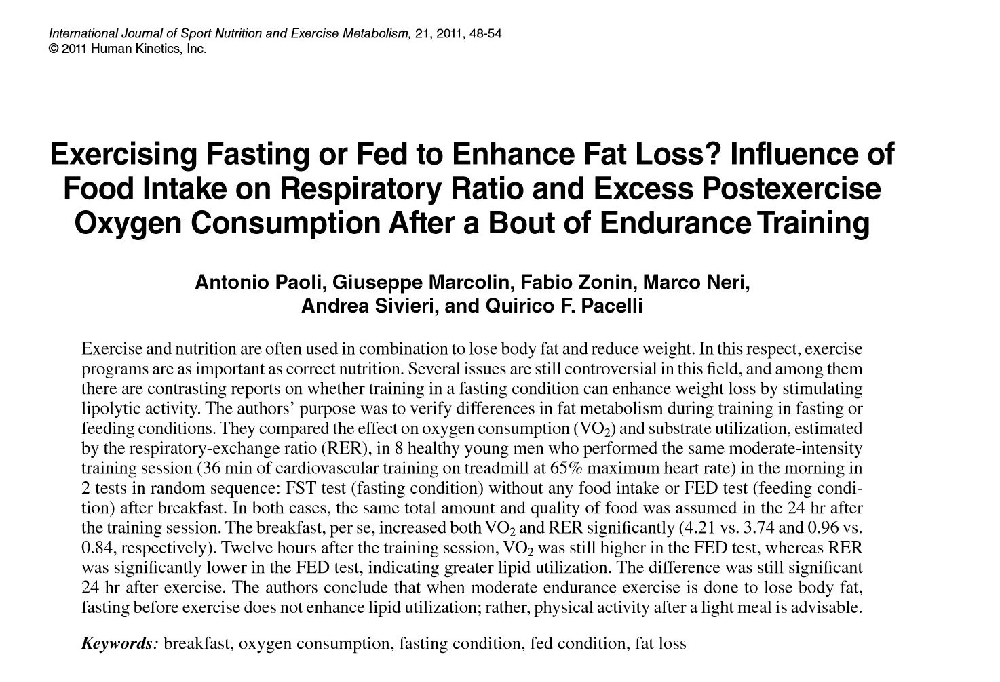 International Journal of Sport Nutrition and Exercise Metabolism, 21, 2011, 48-54
© 2011 Human Kinetics, Inc.
Exercising Fasting or Fed to Enhance Fat Loss? Influence of
Food Intake on Respiratory Ratio and Excess Postexercise
Oxygen Consumption After a Bout of Endurance Training
Antonio Paoli, Giuseppe Marcolin, Fabio Zonin, Marco Neri,
Andrea Sivieri, and Quirico F. Pacelli
Exercise and nutrition are often used in combination to lose body fat and reduce weight. In this respect, exercise
programs are as important as correct nutrition. Several issues are still controversial in this field, and among them
there are contrasting reports on whether training in a fasting condition can enhance weight loss by stimulating
lipolytic activity. The authors’ purpose was to verify differences in fat metabolism during training in fasting or
feeding conditions. They compared the effect on oxygen consumption (VO₂) and substrate utilization, estimated
by the respiratory-exchange ratio (RER), in 8 healthy young men who performed the same moderate-intensity
training session (36 min of cardiovascular training on treadmill at 65% maximum heart rate) in the morning in
2 tests in random sequence: FST test (fasting condition) without any food intake or FED test (feeding condi-
tion) after breakfast. In both cases, the same total amount and quality of food was assumed in the 24 hr after
the training session. The breakfast, per se, increased both VO₂ and RER significantly (4.21 vs. 3.74 and 0.96 vs.
0.84, respectively). Twelve hours after the training session, VO₂ was still higher in the FED test, whereas RER
was significantly lower in the FED test, indicating greater lipid utilization. The difference was still significant
24 hr after exercise. The authors conclude that when moderate endurance exercise is done to lose body fat,
fasting before exercise does not enhance lipid utilization; rather, physical activity after a light meal is advisable.
Keywords: breakfast, oxygen consumption, fasting condition, fed condition, fat loss